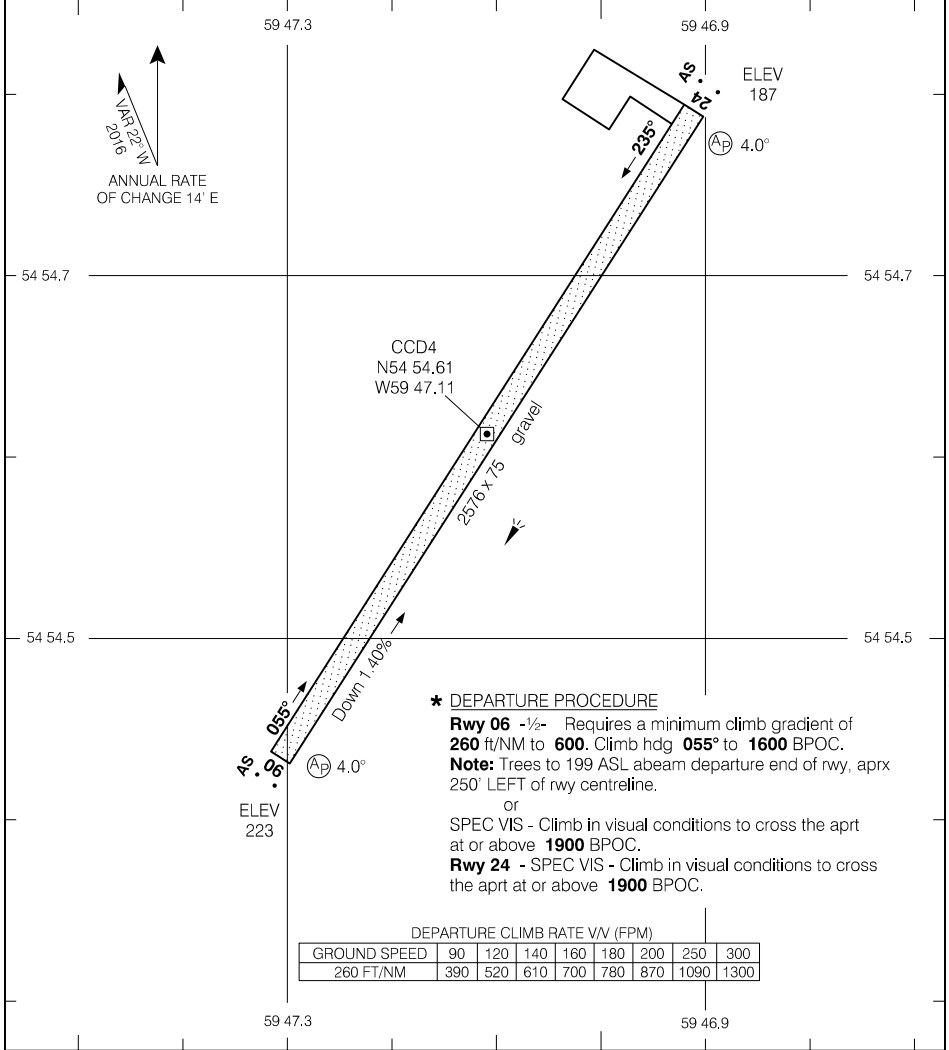 59 47.3
59 46.9
AS
24
ELEV
187
VAR 22° W
2016
ANNUAL RATE
OF CHANGE 14' E
235°
AP 4.0°
54 54.7
54 54.7
CCD4
N54 54.61
W59 47.11
gravel
2576 x 75
54 54.5
54 54.5
Down 1.40%
055°
AS
06
AP 4.0°
ELEV
223
* DEPARTURE PROCEDURE
Rwy 06 -½- Requires a minimum climb gradient of
260 ft/NM to 600. Climb hdg 055° to 1600 BPOC.
Note: Trees to 199 ASL abeam departure end of rwy, aprx
250' LEFT of rwy centreline.
or
SPEC VIS - Climb in visual conditions to cross the aprt
at or above 1900 BPOC.
Rwy 24 - SPEC VIS - Climb in visual conditions to cross
the aprt at or above 1900 BPOC.
DEPARTURE CLIMB RATE V/V (FPM)
GROUND SPEED 90 120 140 160 180 200 250 300
260 FT/NM 390 520 610 700 780 870 1090 1300
59 47.3
59 46.9